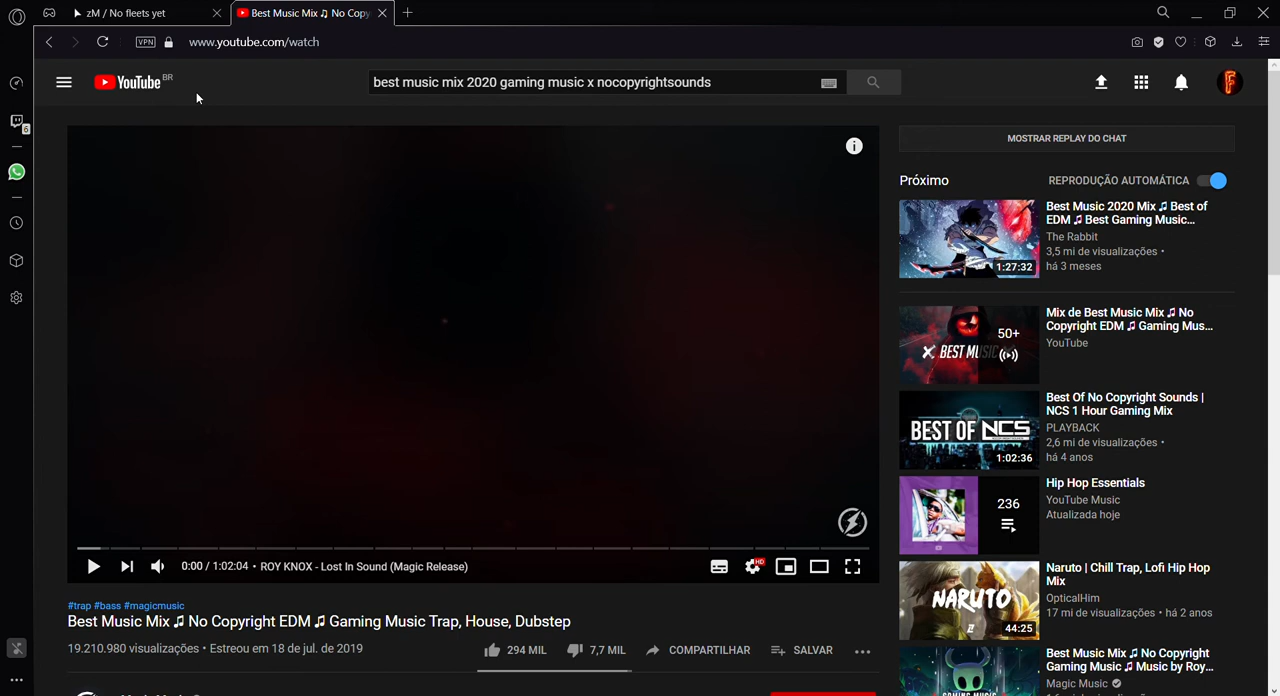 zM / No fleets yet
Best Music Mix ♫ No Copy
VPN
www.youtube.com/watch
6
YouTube BR
best music mix 2020 gaming music x nocopyrightsounds
F
MOSTRAR REPLAY DO CHAT
Próximo
REPRODUÇÃO AUTOMÁTICA
1:27:32
Best Music 2020 Mix ♫ Best of
EDM ♫ Best Gaming Music...
The Rabbit
3,5 mi de visualizações •
há 3 meses
BEST MUSIC
50+
Mix de Best Music Mix ♫ No
Copyright EDM ♫ Gaming Mus...
YouTube
BEST OF NCS
1:02:36
Best Of No Copyright Sounds |
NCS 1 Hour Gaming Mix
PLAYBACK
2,6 mi de visualizações •
há 4 anos
236
Hip Hop Essentials
YouTube Music
Atualizada hoje
NARUTO
44:25
Naruto | Chill Trap, Lofi Hip Hop
Mix
OpticalHim
17 mi de visualizações • há 2 anos
Best Music Mix ♫ No Copyright
Gaming Music ♫ Music by Roy...
Magic Music
0:00 / 1:02:04 • ROY KNOX - Lost In Sound (Magic Release)
HD
#trap #bass #magicmusic
Best Music Mix ♫ No Copyright EDM ♫ Gaming Music Trap, House, Dubstep
19.210.980 visualizações • Estreou em 18 de jul. de 2019
294 MIL
7,7 MIL
COMPARTILHAR
SALVAR